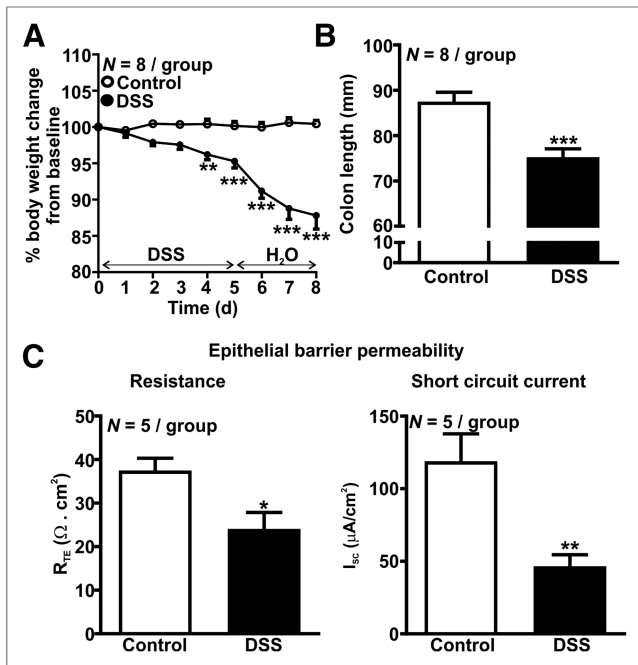 A
N = 8 / group
Control
DSS
% body weight change
from baseline
110
105
100
95
90
85
80
**
***
***
***
***
DSS
H2O
0 1 2 3 4 5 6 7 8
Time (d)
B
N = 8 / group
Colon length (mm)
100
90
80
70
60
10
0
***
Control
DSS
C
Epithelial barrier permeability
Resistance
N = 5 / group
RTE (Ω . cm²)
50
40
30
20
10
0
*
Control
DSS
Short circuit current
N = 5 / group
ISC (µA/cm²)
150
100
50
0
**
Control
DSS